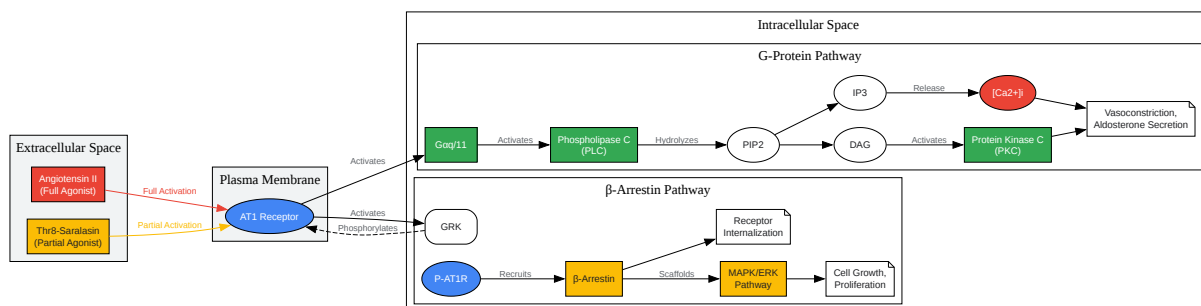 Intracellular Space
G-Protein Pathway
IP3
Release
[Ca2+]i
Vasoconstriction,
Aldosterone Secretion
Gαq/11
Activates
Phospholipase C
(PLC)
Hydrolyzes
PIP2
DAG
Activates
Protein Kinase C
(PKC)
Extracellular Space
Angiotensin II
(Full Agonist)
Full Activation
Thr8-Saralasin
(Partial Agonist)
Partial Activation
Plasma Membrane
AT1 Receptor
Activates
Activates
Phosphorylates
β-Arrestin Pathway
GRK
Receptor
Internalization
P-AT1R
Recruits
β-Arrestin
Scaffolds
MAPK/ERK
Pathway
Cell Growth,
Proliferation